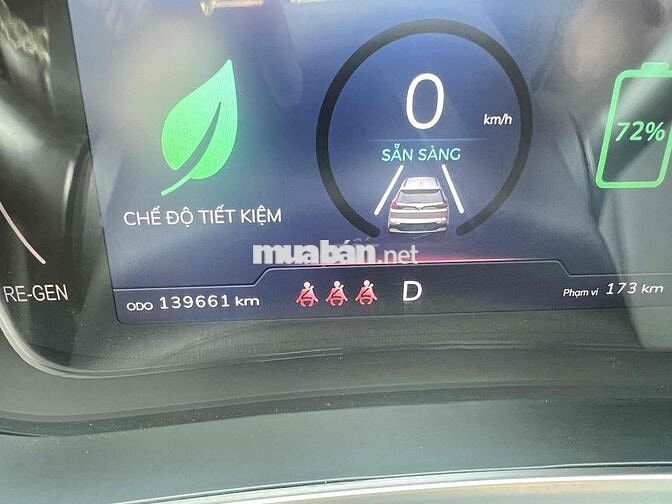 0
km/h
SẴN SÀNG
72%
CHẾ ĐỘ TIẾT KIỆM
muaban.net
RE-GEN
ODO 139661 km
D
Phạm vi 173 km